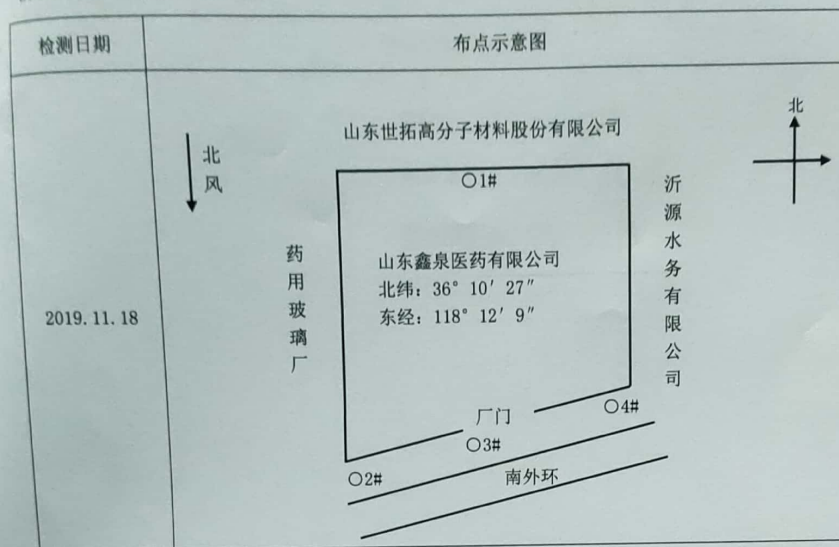 检测日期
布点示意图
2019.11.18
北风
北
山东世拓高分子材料股份有限公司
○1#
药用玻璃厂
山东鑫泉医药有限公司
北纬：36° 10′ 27″
东经：118° 12′ 9″
沂源水务有限公司
厂门
○4#
○3#
○2#
南外环